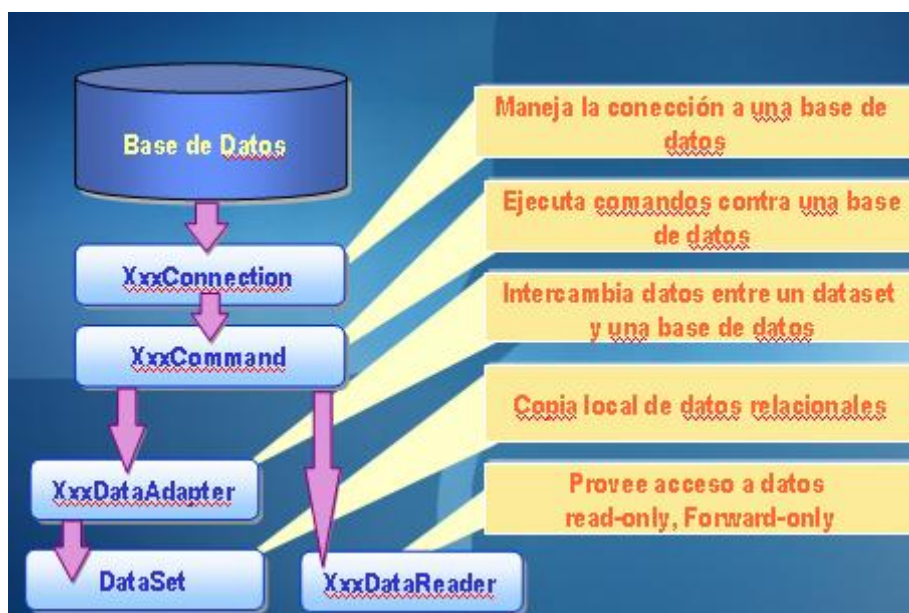 Base de Datos
Maneja la conección a una base de
datos
Ejecuta comandos contra una base
de datos
XxxConnection
Intercambia datos entre un dataset
y una base de datos
XxxCommand
Copia local de datos relacionales
XxxDataAdapter
Provee acceso a datos
read-only, Forward-only
DataSet
XxxDataReader